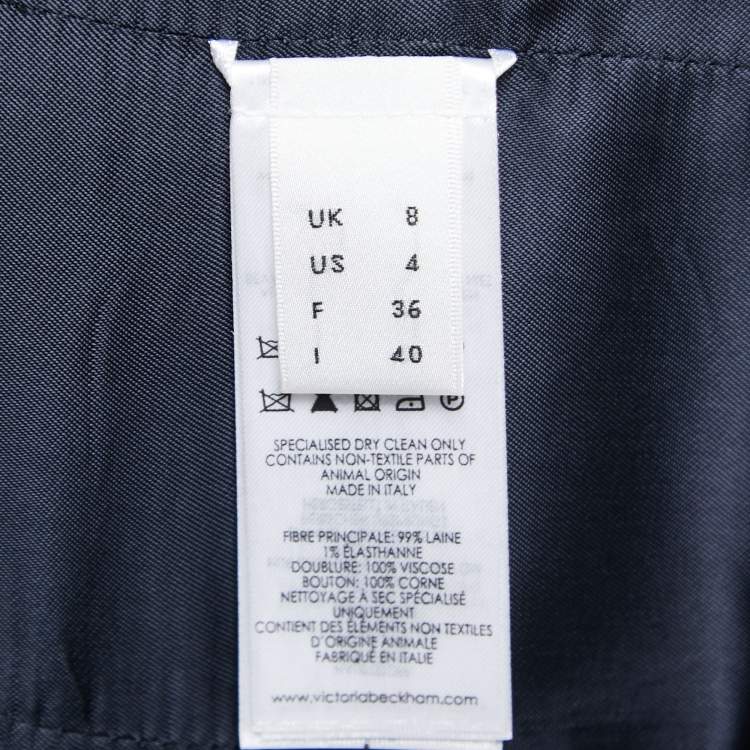 UK 8
US 4
F 36
I 40
SPECIALISED DRY CLEAN ONLY
CONTAINS NON-TEXTILE PARTS OF
ANIMAL ORIGIN
MADE IN ITALY
FIBRE PRINCIPALE: 99% LAINE
1% ÉLASTHANNE
DOUBLURE: 100% VISCOSE
BOUTON: 100% CORNE
NETTOYAGE À SEC SPÉCIALISÉ
UNIQUEMENT
CONTIENT DES ÉLÉMENTS NON TEXTILES
D'ORIGINE ANIMALE
FABRIQUÉ EN ITALIE
www.victoriabeckham.com